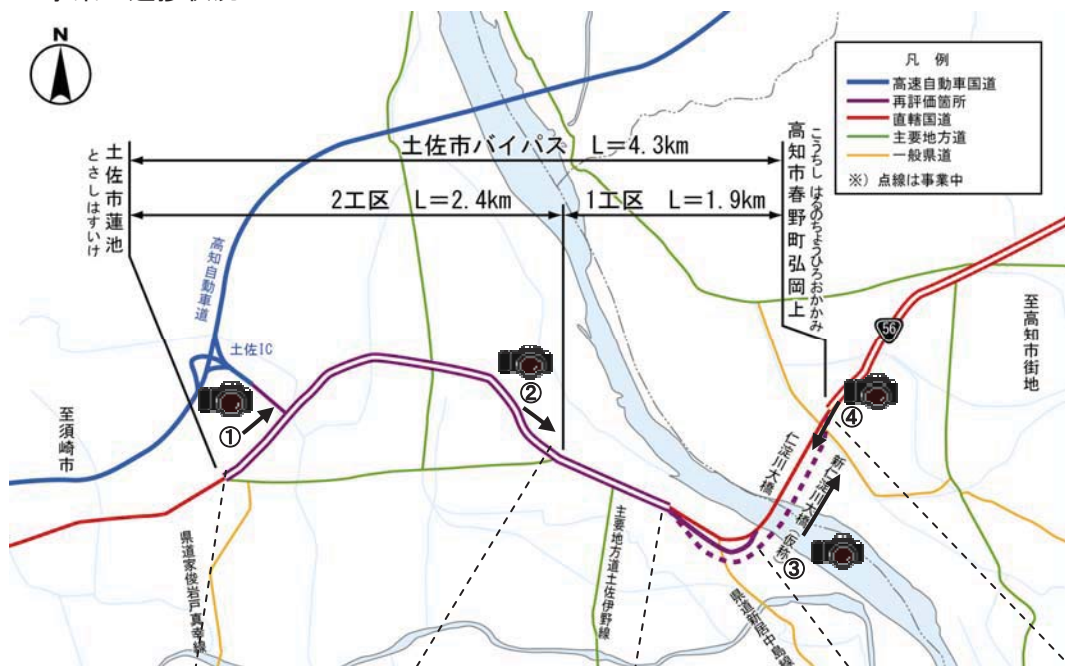 N
凡 例
高速自動車国道
再評価箇所
直轄国道
主要地方道
一般県道
※）点線は事業中
土佐市バイパス L=4.3km
2工区 L=2.4km
1工区 L=1.9km
土佐市蓮池
とさしはすいけ
高知市春野町弘岡上
こうちし はるのちょうひろおかかみ
高知自動車道
土佐IC
56
至高知市街地
至須崎市
①
②
③
④
仁淀川大橋
新仁淀川大橋（仮称）
県道家俊岩戸真幸線
主要地方道土佐伊野線
県道新居中島線